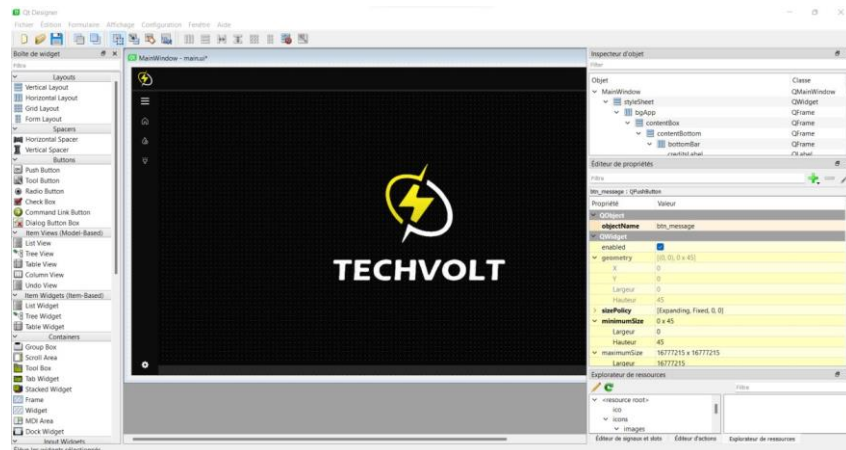 Qt Designer
Fichier Édition Formulaire Affichage Configuration Fenêtre Aide
Boîte de widget
Filtre
Layouts
Vertical Layout
Horizontal Layout
Grid Layout
Form Layout
Spacers
Horizontal Spacer
Vertical Spacer
Buttons
Push Button
Tool Button
Radio Button
Check Box
Command Link Button
Dialog Button Box
Item Views (Model-Based)
List View
Tree View
Table View
Column View
Undo View
Item Widgets (Item-Based)
List Widget
Tree Widget
Table Widget
Containers
Group Box
Scroll Area
Tool Box
Tab Widget
Stacked Widget
Frame
Widget
MDI Area
Dock Widget
Input Widgets
MainWindow - main.ui*
TECHVOLT
Inspecteur d'objet
Filter
Objet Classe
MainWindow QMainWindow
styleSheet QWidget
bgApp QFrame
contentBox QFrame
contentBottom QFrame
bottomBar QFrame
creditsLabel QLabel
Éditeur de propriétés
Filtre
btn_message : QPushButton
Propriété Valeur
QObject
objectName btn_message
QWidget
enabled
geometry [(0, 0), 0 x 45]
X 0
Y 0
Largeur 0
Hauteur 45
sizePolicy [Expanding, Fixed, 0, 0]
minimumSize 0 x 45
Largeur 0
Hauteur 45
maximumSize 16777215 x 16777215
Largeur 16777215
Explorateur de ressources
Filtre
<resource root>
ico
icons
images
Éditeur de signaux et slots Éditeur d'actions Explorateur de ressources